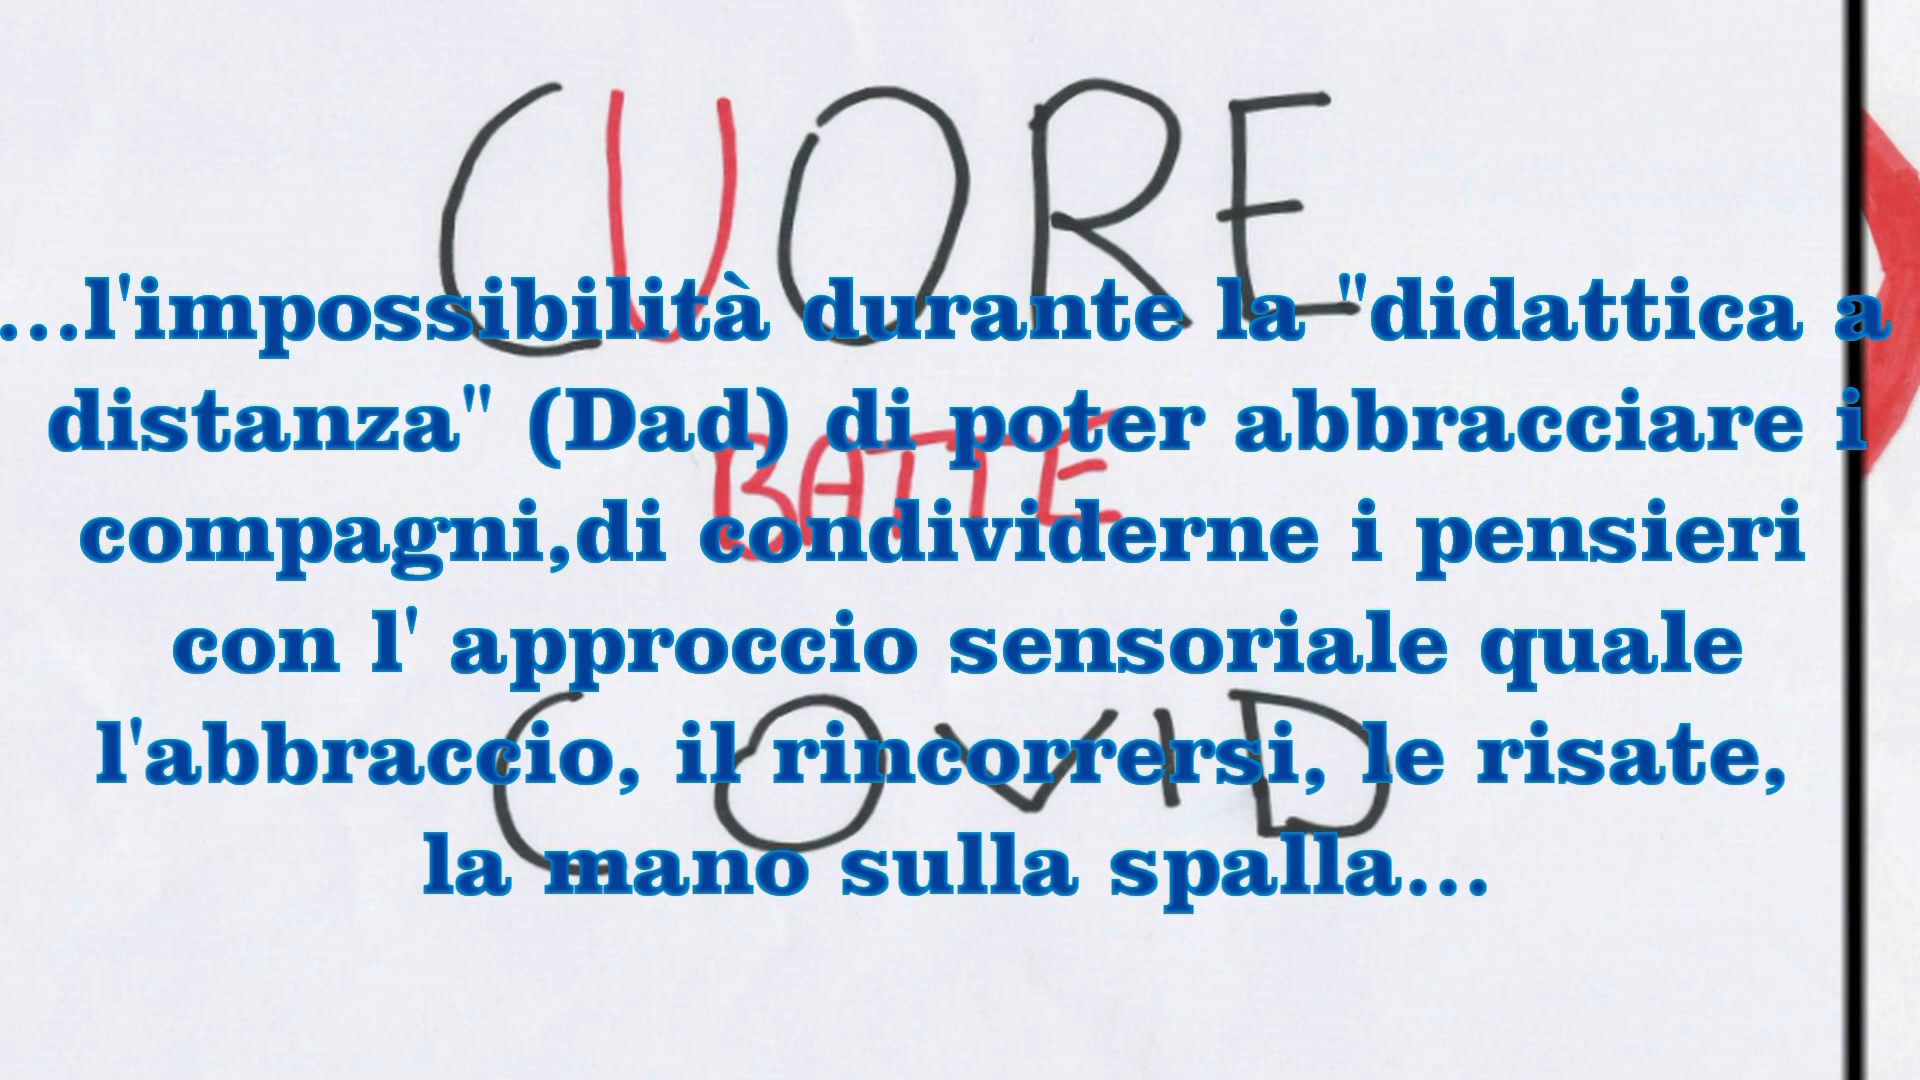 CUORE
...l'impossibilità durante la "didattica a
distanza" (Dad) di poter abbracciare i
BATTE
compagni,di condividerne i pensieri
con l' approccio sensoriale quale
COVID
l'abbraccio, il rincorrersi, le risate,
la mano sulla spalla...